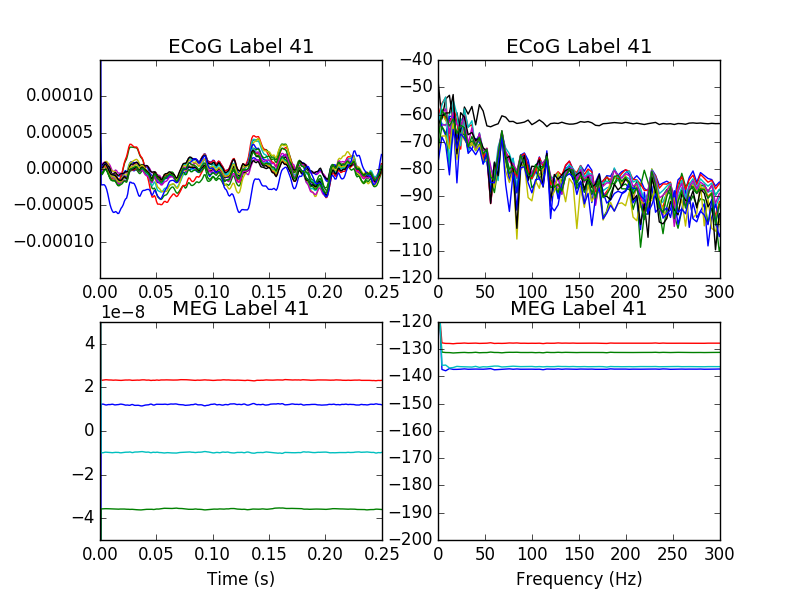 ECoG Label 41
0.00010
0.00005
0.00000
−0.00005
−0.00010
0.00 0.05 0.10 0.15 0.20 0.25
ECoG Label 41
−40
−50
−60
−70
−80
−90
−100
−110
−120
0 50 100 150 200 250 300
1e−8
MEG Label 41
4
2
0
−2
−4
0.00 0.05 0.10 0.15 0.20 0.25
Time (s)
MEG Label 41
−120
−130
−140
−150
−160
−170
−180
−190
−200
0 50 100 150 200 250 300
Frequency (Hz)